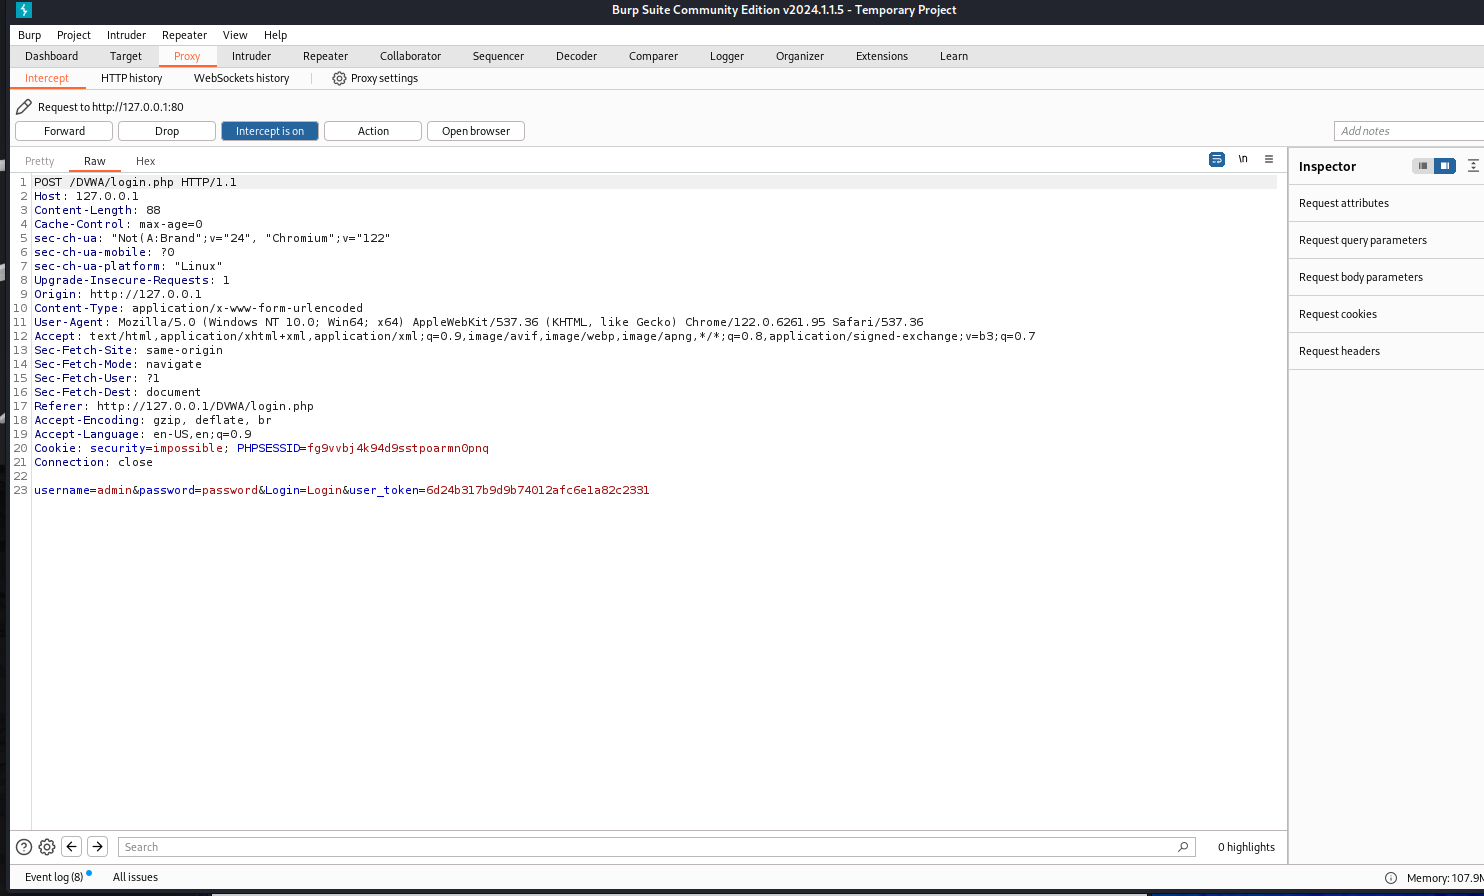 Burp Suite Community Edition v2024.1.1.5 - Temporary Project
Burp Project Intruder Repeater View Help
Dashboard Target Proxy Intruder Repeater Collaborator Sequencer Decoder Comparer Logger Organizer Extensions Learn
Intercept HTTP history WebSockets history Proxy settings
Request to http://127.0.0.1:80
Forward Drop Intercept is on Action Open browser Add notes
Pretty Raw Hex \n
Inspector
1 POST /DVWA/login.php HTTP/1.1
2 Host: 127.0.0.1
3 Content-Length: 88
4 Cache-Control: max-age=0
5 sec-ch-ua: "Not(A:Brand";v="24", "Chromium";v="122"
6 sec-ch-ua-mobile: ?0
7 sec-ch-ua-platform: "Linux"
8 Upgrade-Insecure-Requests: 1
9 Origin: http://127.0.0.1
10 Content-Type: application/x-www-form-urlencoded
11 User-Agent: Mozilla/5.0 (Windows NT 10.0; Win64; x64) AppleWebKit/537.36 (KHTML, like Gecko) Chrome/122.0.6261.95 Safari/537.36
12 Accept: text/html,application/xhtml+xml,application/xml;q=0.9,image/avif,image/webp,image/apng,*/*;q=0.8,application/signed-exchange;v=b3;q=0.7
13 Sec-Fetch-Site: same-origin
14 Sec-Fetch-Mode: navigate
15 Sec-Fetch-User: ?1
16 Sec-Fetch-Dest: document
17 Referer: http://127.0.0.1/DVWA/login.php
18 Accept-Encoding: gzip, deflate, br
19 Accept-Language: en-US,en;q=0.9
20 Cookie: security=impossible; PHPSESSID=fg9vvbj4k94d9sstpoarmn0pnq
21 Connection: close
22
23 username=admin&password=password&Login=Login&user_token=6d24b317b9d9b74012afc6e1a82c2331
Request attributes
Request query parameters
Request body parameters
Request cookies
Request headers
Search 0 highlights
Event log (8) All issues Memory: 107.9M